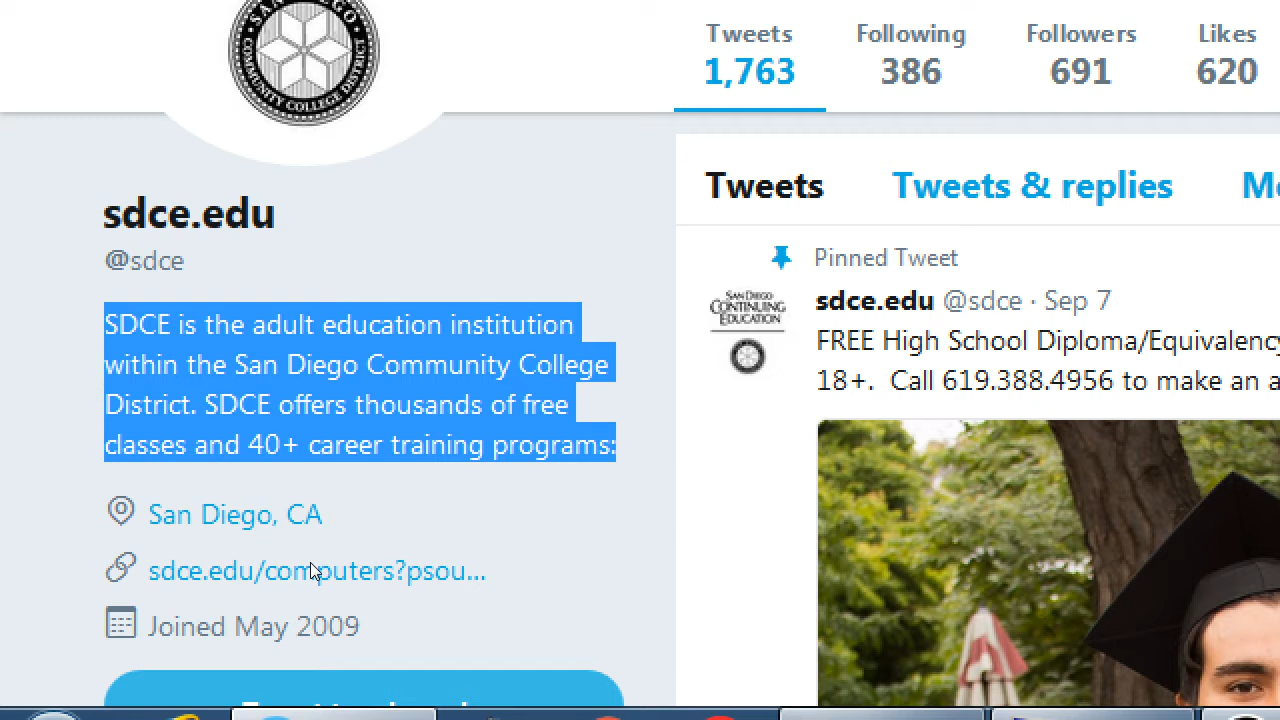 COMMUNITY COLLEGE DISTRICT
Tweets
Following
Followers
Likes
1,763
386
691
620
sdce.edu
@sdce
SDCE is the adult education institution
within the San Diego Community College
District. SDCE offers thousands of free
classes and 40+ career training programs:
San Diego, CA
sdce.edu/computers?psou...
Joined May 2009
Tweets
Tweets & replies
Pinned Tweet
SAN DIEGO
CONTINUING
EDUCATION
sdce.edu @sdce · Sep 7
FREE High School Diploma/Equivalency
18+. Call 619.388.4956 to make an a